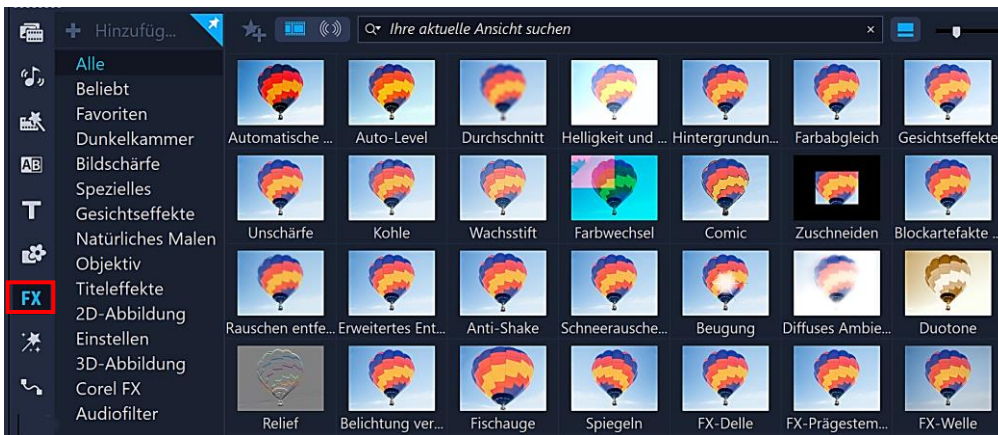 Hinzufüg...
Ihre aktuelle Ansicht suchen
×
AB
T
FX
Alle
Beliebt
Favoriten
Dunkelkammer
Bildschärfe
Spezielles
Gesichtseffekte
Natürliches Malen
Objektiv
Titeleffekte
2D-Abbildung
Einstellen
3D-Abbildung
Corel FX
Audiofilter
Automatische ... Auto-Level Durchschnitt Helligkeit und ... Hintergrundun... Farbabgleich Gesichtseffekte
Unschärfe Kohle Wachsstift Farbwechsel Comic Zuschneiden Blockartefakte ...
Rauschen entfe... Erweitertes Ent... Anti-Shake Schneerausche... Beugung Diffuses Ambie... Duotone
Relief Belichtung ver... Fischauge Spiegeln FX-Delle FX-Prägestem... FX-Welle